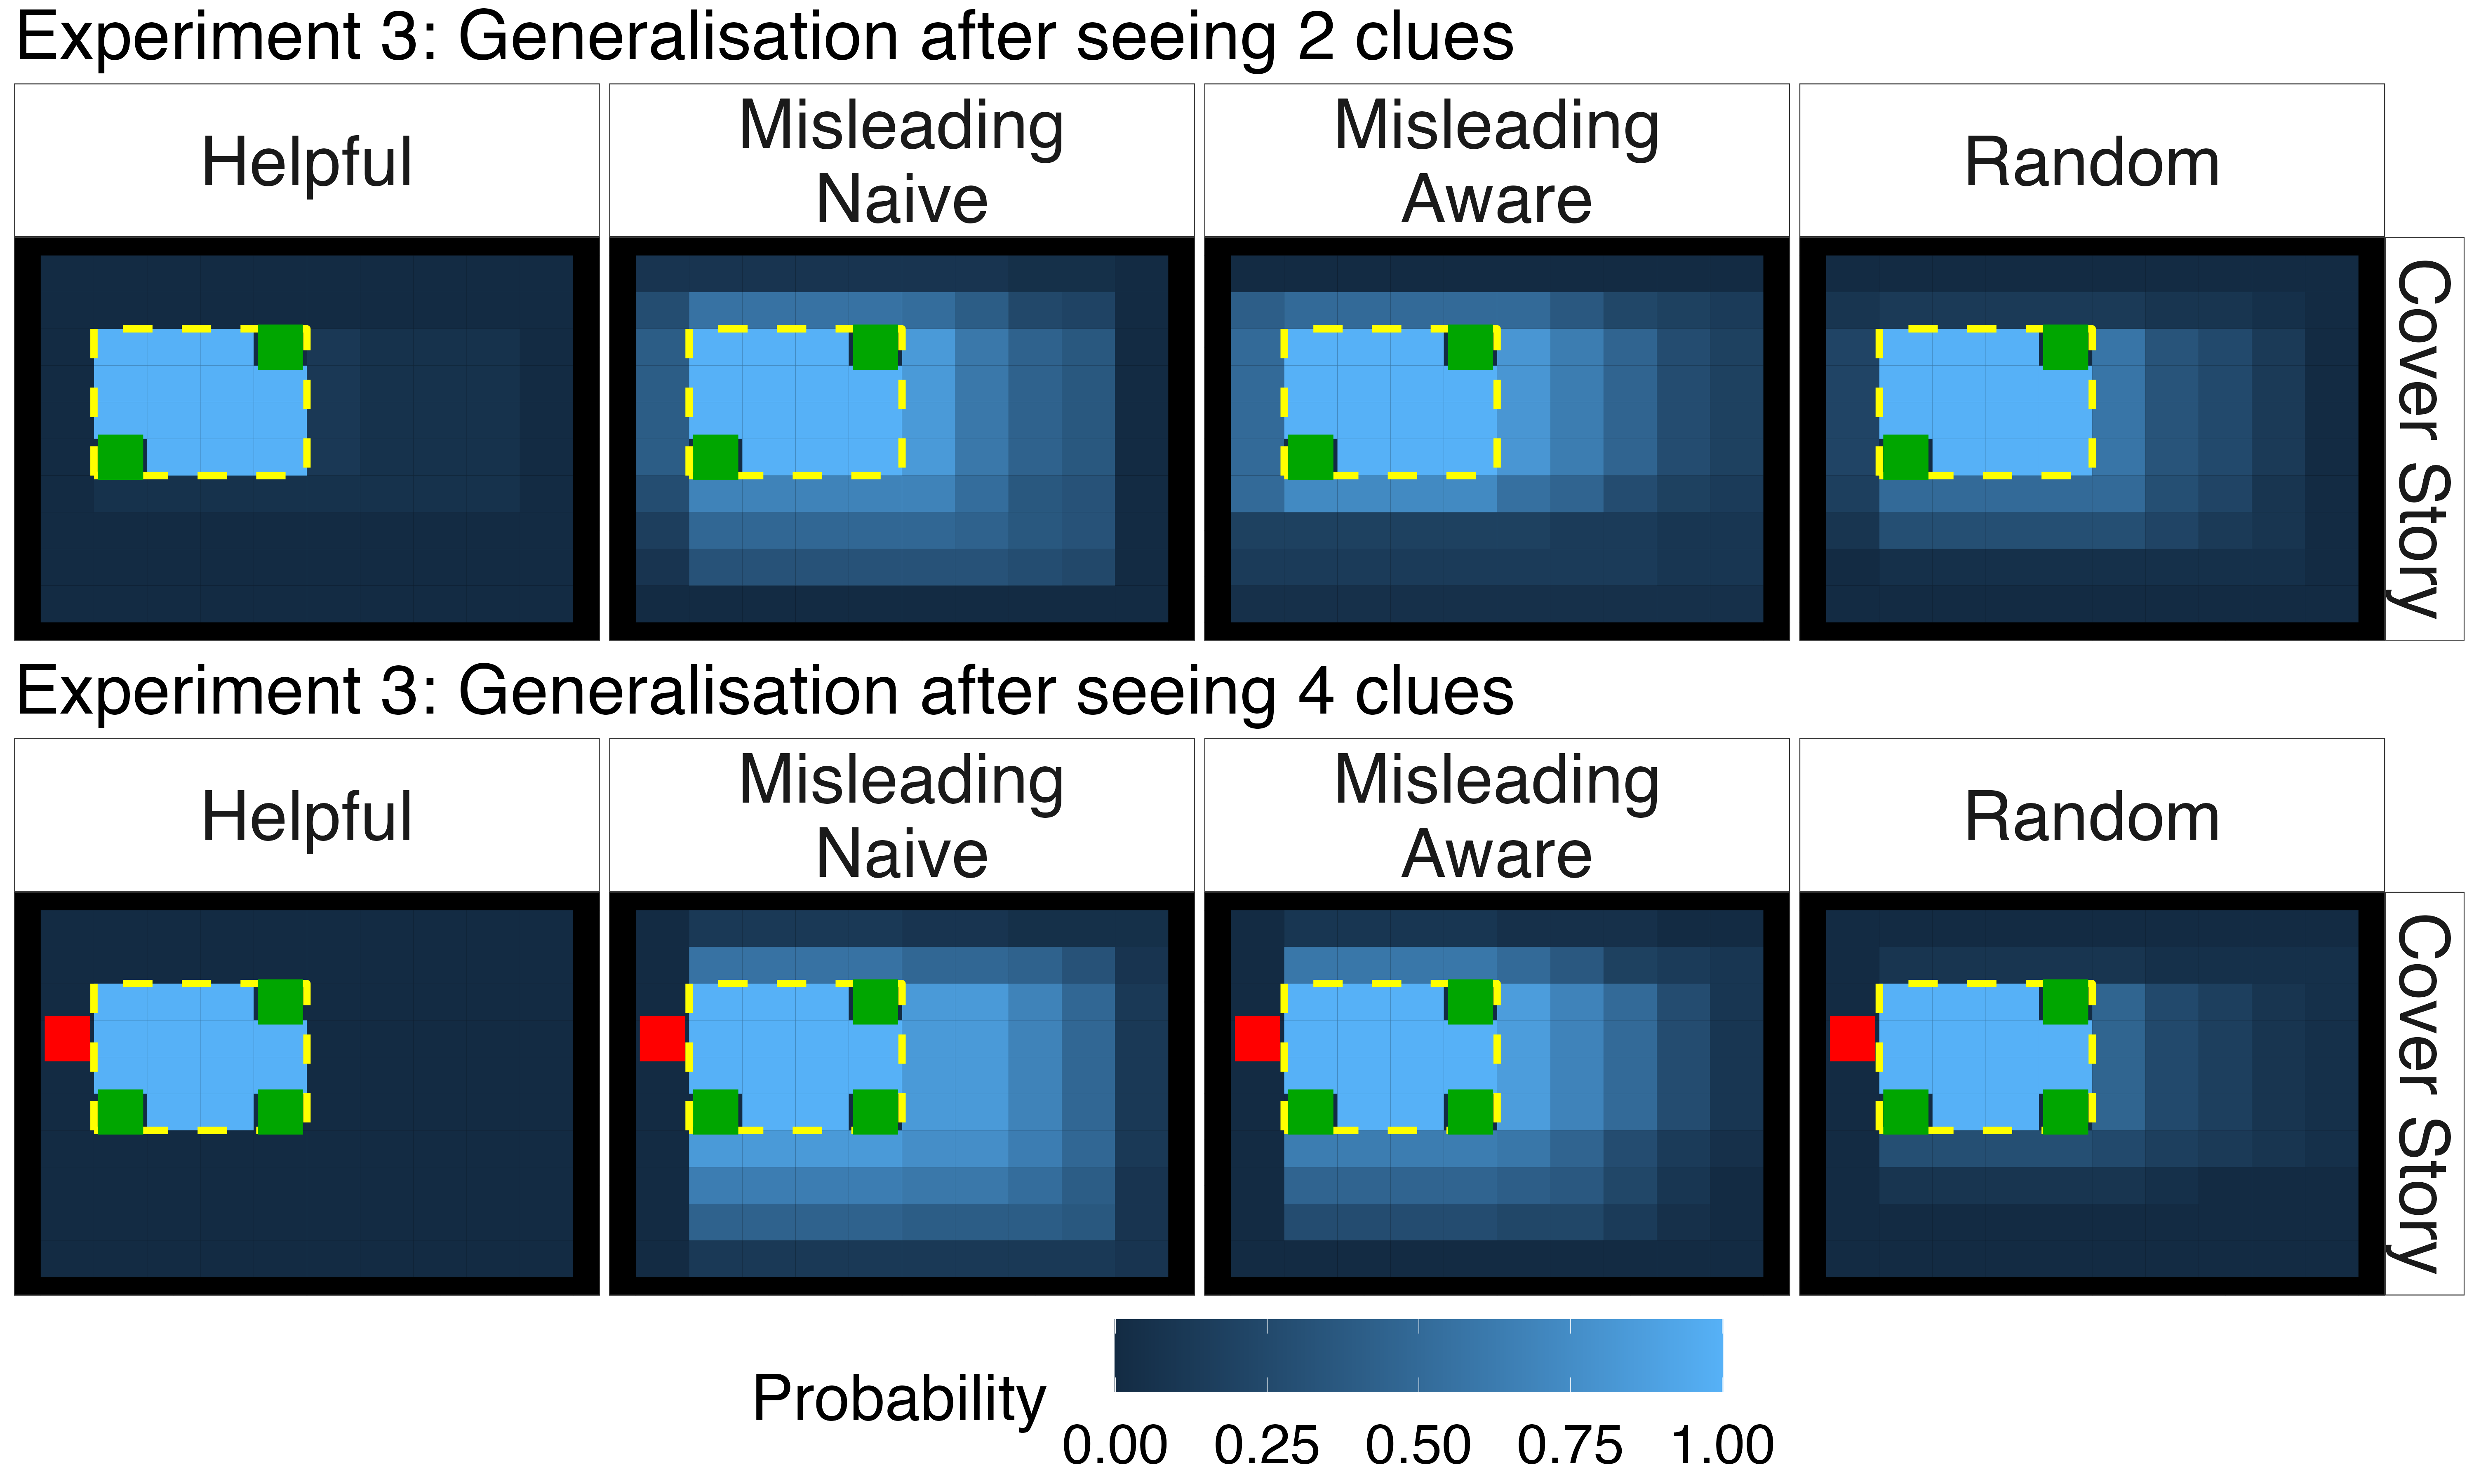 Experiment 3: Generalisation after seeing 2 clues
Helpful
Misleading
Naive
Misleading
Aware
Random
Cover Story
Experiment 3: Generalisation after seeing 4 clues
Helpful
Misleading
Naive
Misleading
Aware
Random
Cover Story
Probability
0.00 0.25 0.50 0.75 1.00